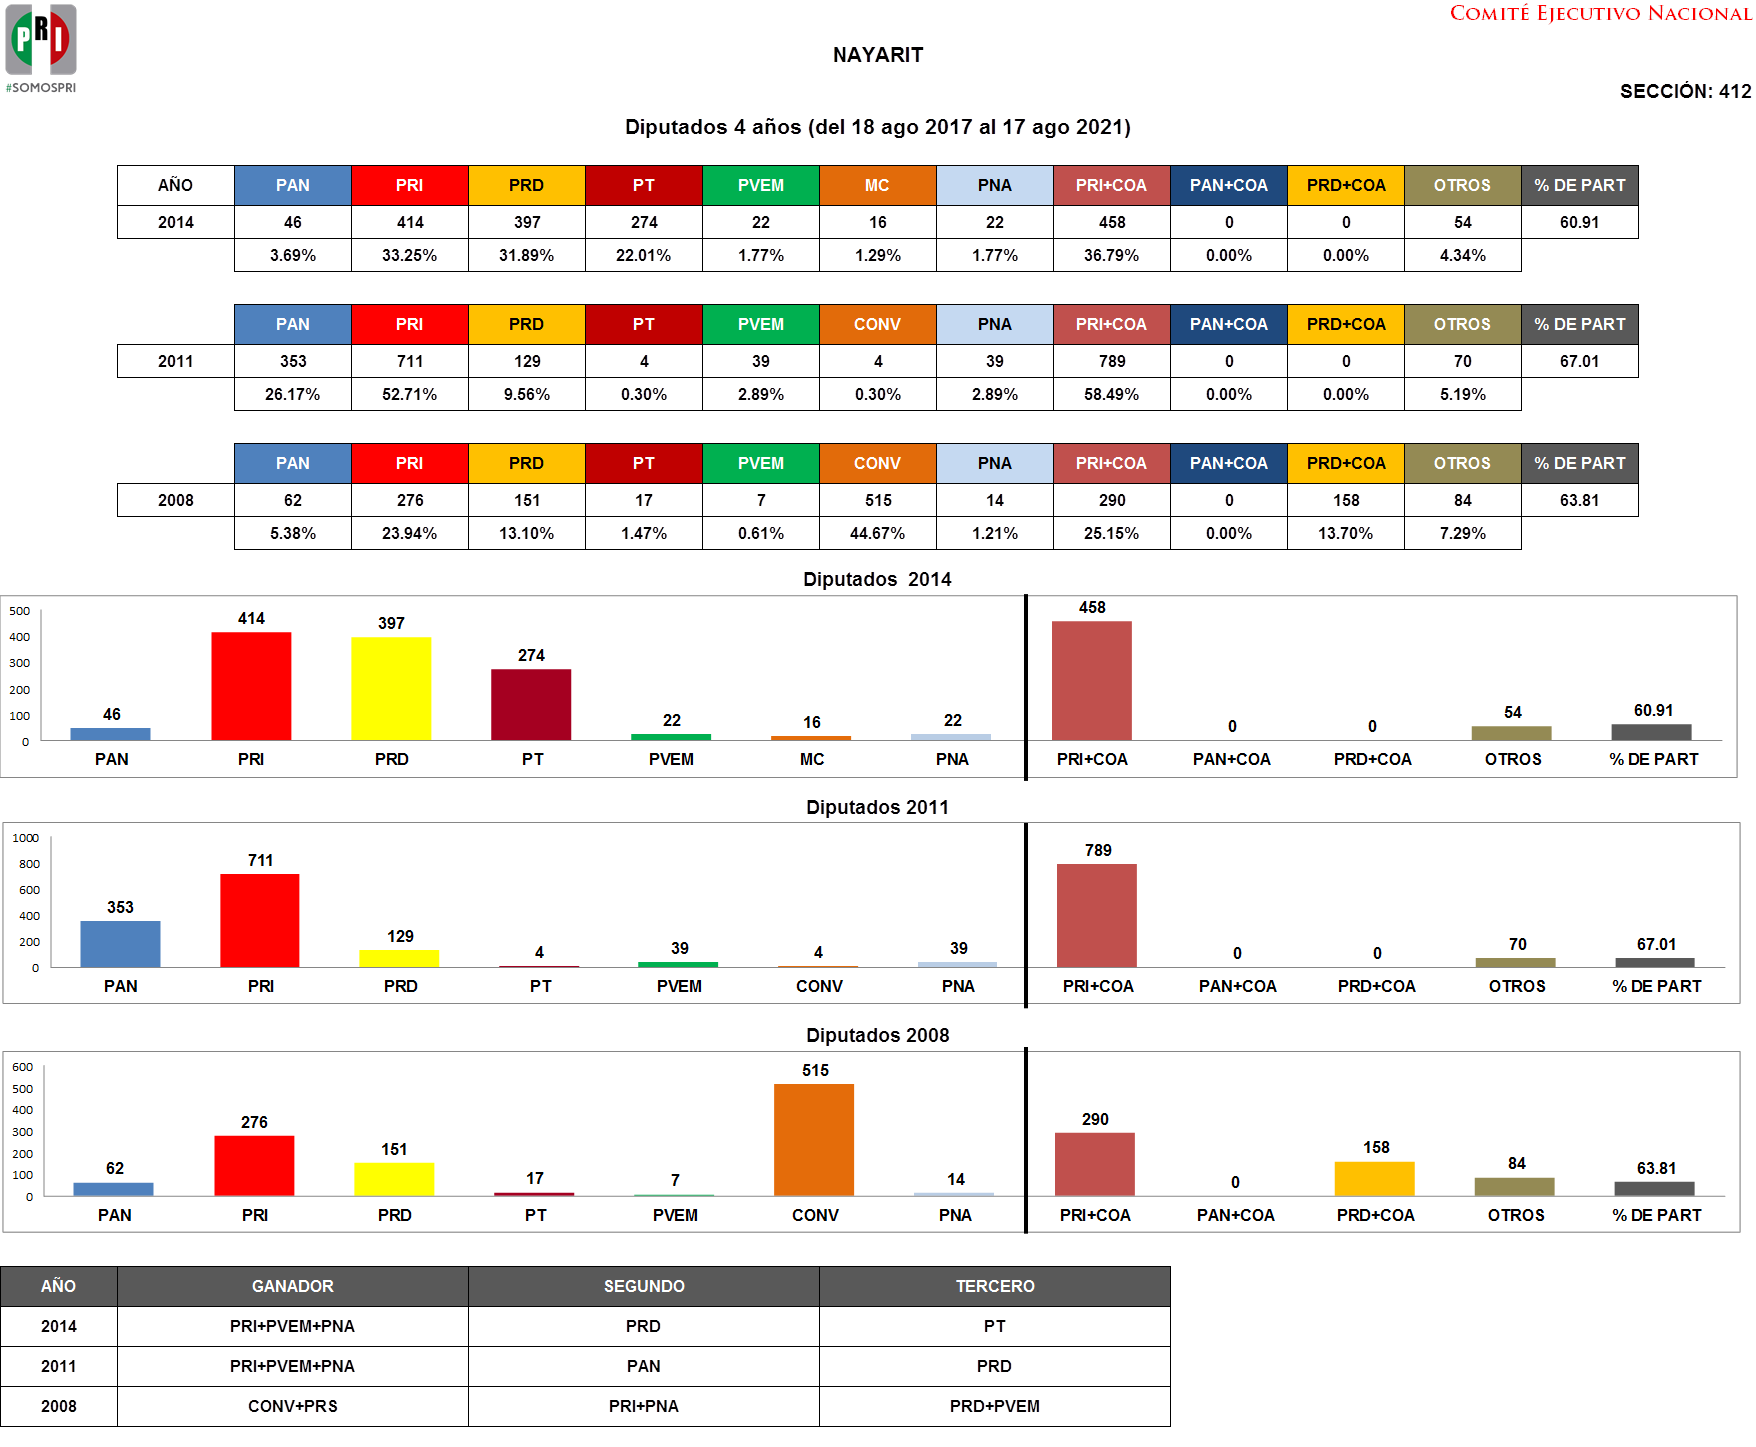 COMITÉ EJECUTIVO NACIONAL
PRI
#SOMOSPRI
NAYARIT
SECCIÓN: 412
Diputados 4 años (del 18 ago 2017 al 17 ago 2021)
AÑO PAN PRI PRD PT PVEM MC PNA PRI+COA PAN+COA PRD+COA OTROS % DE PART
2014 46 414 397 274 22 16 22 458 0 0 54 60.91
3.69% 33.25% 31.89% 22.01% 1.77% 1.29% 1.77% 36.79% 0.00% 0.00% 4.34%
PAN PRI PRD PT PVEM CONV PNA PRI+COA PAN+COA PRD+COA OTROS % DE PART
2011 353 711 129 4 39 4 39 789 0 0 70 67.01
26.17% 52.71% 9.56% 0.30% 2.89% 0.30% 2.89% 58.49% 0.00% 0.00% 5.19%
PAN PRI PRD PT PVEM CONV PNA PRI+COA PAN+COA PRD+COA OTROS % DE PART
2008 62 276 151 17 7 515 14 290 0 158 84 63.81
5.38% 23.94% 13.10% 1.47% 0.61% 44.67% 1.21% 25.15% 0.00% 13.70% 7.29%
Diputados 2014
500
400
300
200
100
0
46 414 397 274 22 16 22 458 0 0 54 60.91
PAN PRI PRD PT PVEM MC PNA PRI+COA PAN+COA PRD+COA OTROS % DE PART
Diputados 2011
1000
800
600
400
200
0
353 711 129 4 39 4 39 789 0 0 70 67.01
PAN PRI PRD PT PVEM CONV PNA PRI+COA PAN+COA PRD+COA OTROS % DE PART
Diputados 2008
600
500
400
300
200
100
0
62 276 151 17 7 515 14 290 0 158 84 63.81
PAN PRI PRD PT PVEM CONV PNA PRI+COA PAN+COA PRD+COA OTROS % DE PART
AÑO GANADOR SEGUNDO TERCERO
2014 PRI+PVEM+PNA PRD PT
2011 PRI+PVEM+PNA PAN PRD
2008 CONV+PRS PRI+PNA PRD+PVEM